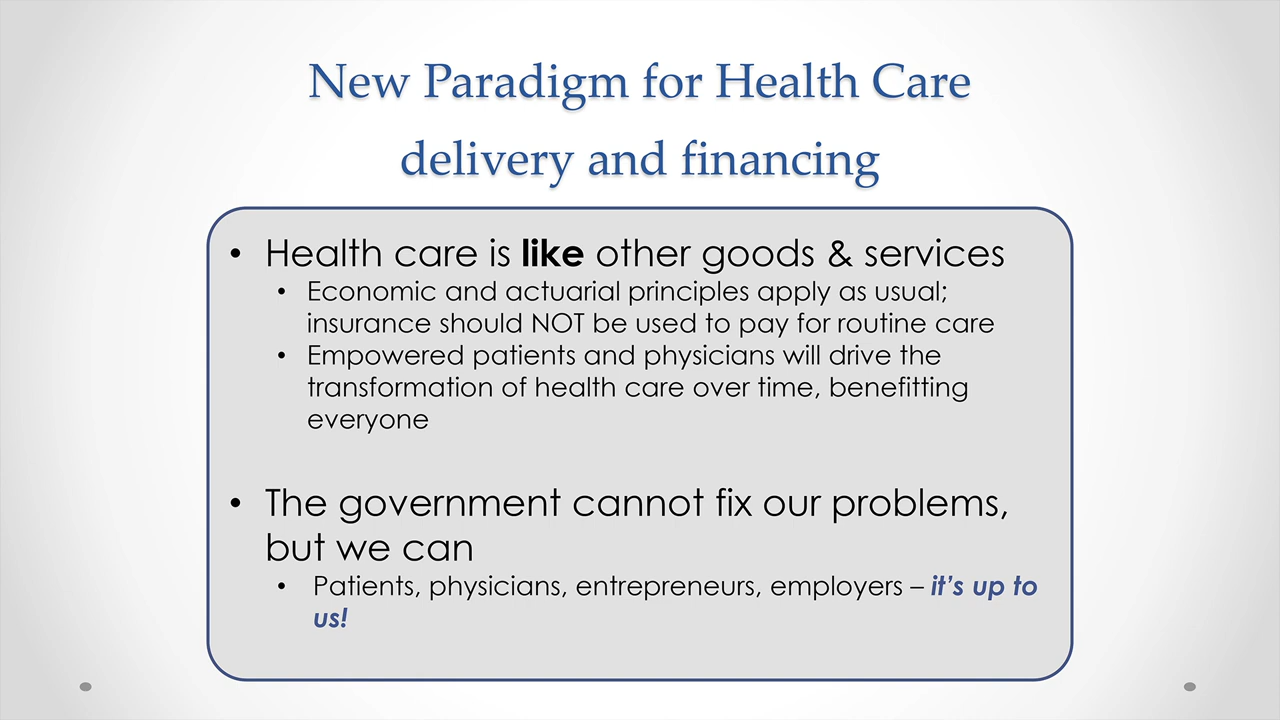 New Paradigm for Health Care
delivery and financing
• Health care is like other goods & services
• Economic and actuarial principles apply as usual;
insurance should NOT be used to pay for routine care
• Empowered patients and physicians will drive the
transformation of health care over time, benefitting
everyone
• The government cannot fix our problems,
but we can
• Patients, physicians, entrepreneurs, employers – it’s up to
us!